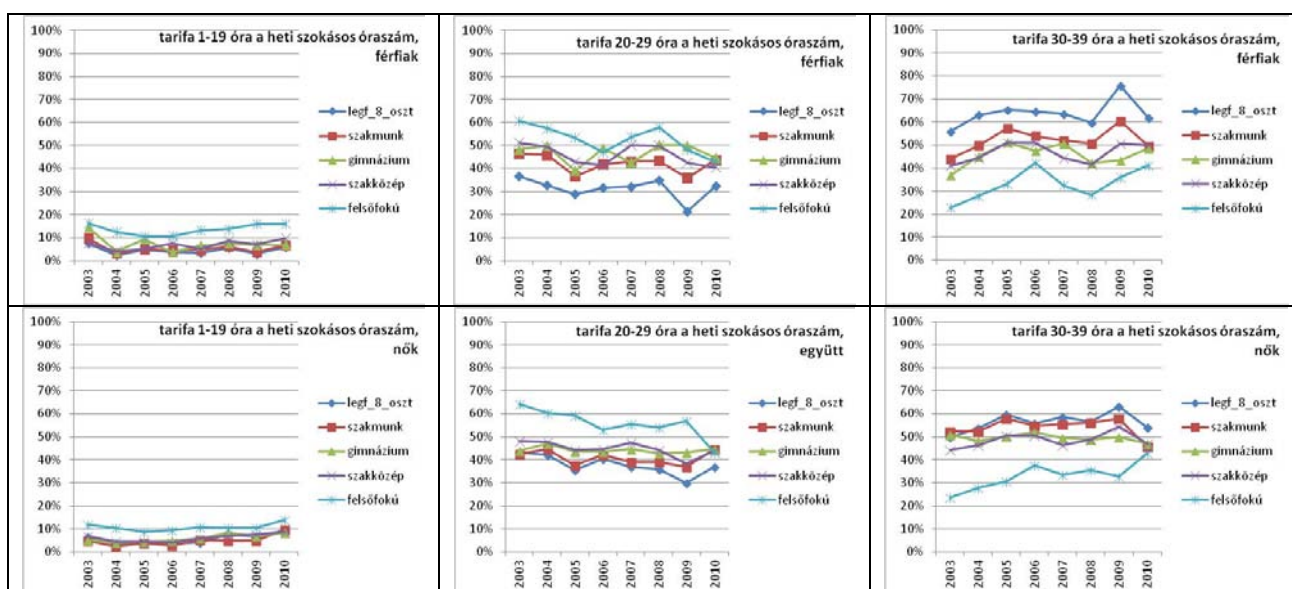 tarifa 1-19 óra a heti szokásos óraszám,
férfiak
100%
90%
80%
70%
60%
50%
40%
30%
20%
10%
0%
legf_8_oszt
szakmunk
gimnázium
szakközép
felsőfokú
2003
2004
2005
2006
2007
2008
2009
2010
tarifa 20-29 óra a heti szokásos óraszám,
férfiak
100%
90%
80%
70%
60%
50%
40%
30%
20%
10%
0%
legf_8_oszt
szakmunk
gimnázium
szakközép
felsőfokú
2003
2004
2005
2006
2007
2008
2009
2010
tarifa 30-39 óra a heti szokásos óraszám,
férfiak
100%
90%
80%
70%
60%
50%
40%
30%
20%
10%
0%
legf_8_oszt
szakmunk
gimnázium
szakközép
felsőfokú
2003
2004
2005
2006
2007
2008
2009
2010
tarifa 1-19 óra a heti szokásos óraszám,
nők
100%
90%
80%
70%
60%
50%
40%
30%
20%
10%
0%
legf_8_oszt
szakmunk
gimnázium
szakközép
felsőfokú
2003
2004
2005
2006
2007
2008
2009
2010
tarifa 20-29 óra a heti szokásos óraszám,
együtt
100%
90%
80%
70%
60%
50%
40%
30%
20%
10%
0%
legf_8_oszt
szakmunk
gimnázium
szakközép
felsőfokú
2003
2004
2005
2006
2007
2008
2009
2010
tarifa 30-39 óra a heti szokásos óraszám,
nők
100%
90%
80%
70%
60%
50%
40%
30%
20%
10%
0%
legf_8_oszt
szakmunk
gimnázium
szakközép
felsőfokú
2003
2004
2005
2006
2007
2008
2009
2010